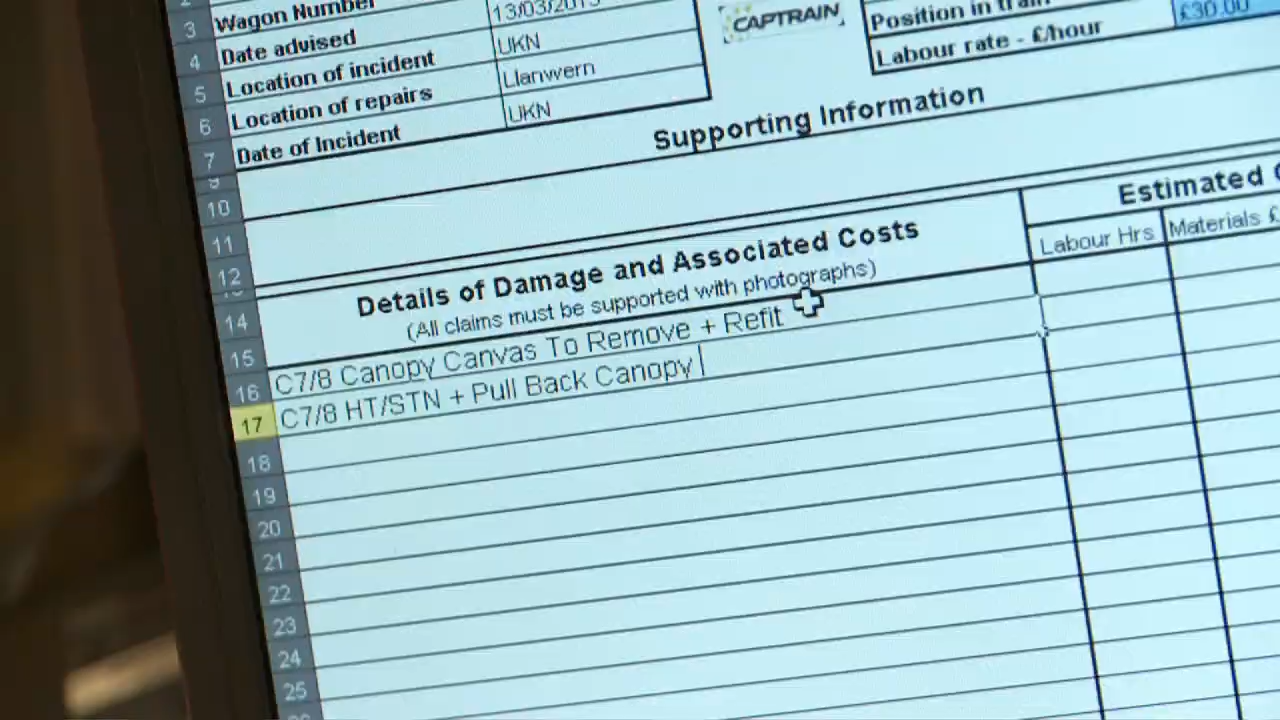 3 Wagon Number
4 Date advised 13/03/2013
5 Location of incident UKN
6 Location of repairs Llanwern
7 Date of Incident UKN
CAPTRAIN
Position in train £30.00
Labour rate - £/hour
9
10 Supporting Information
11
12
Details of Damage and Associated Costs Estimated
14 (All claims must be supported with photographs) Labour Hrs Materials £
15 C7/8 Canopy Canvas To Remove + Refit
16 C7/8 HT/STN + Pull Back Canopy
17
18
19
20
21
22
23
24
25